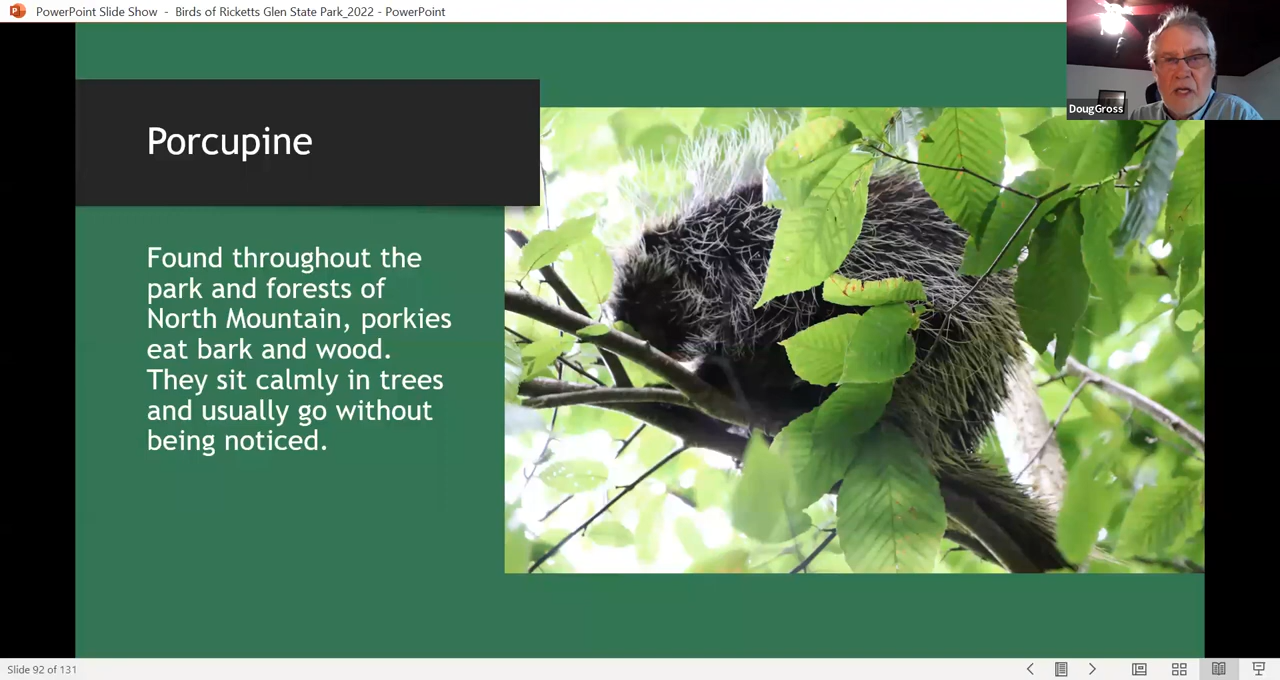 PowerPoint Slide Show - Birds of Ricketts Glen State Park_2022 - PowerPoint
DougGross
Porcupine
Found throughout the
park and forests of
North Mountain, porkies
eat bark and wood.
They sit calmly in trees
and usually go without
being noticed.
Slide 92 of 131